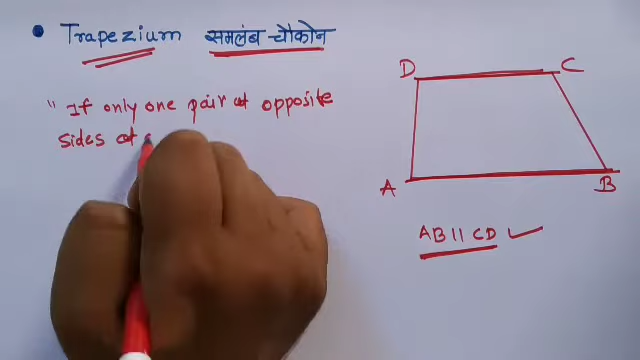 Trapezium समलंब-चौकोन
" If only one pair of opposite
sides of
D C
A B
AB || CD ✓